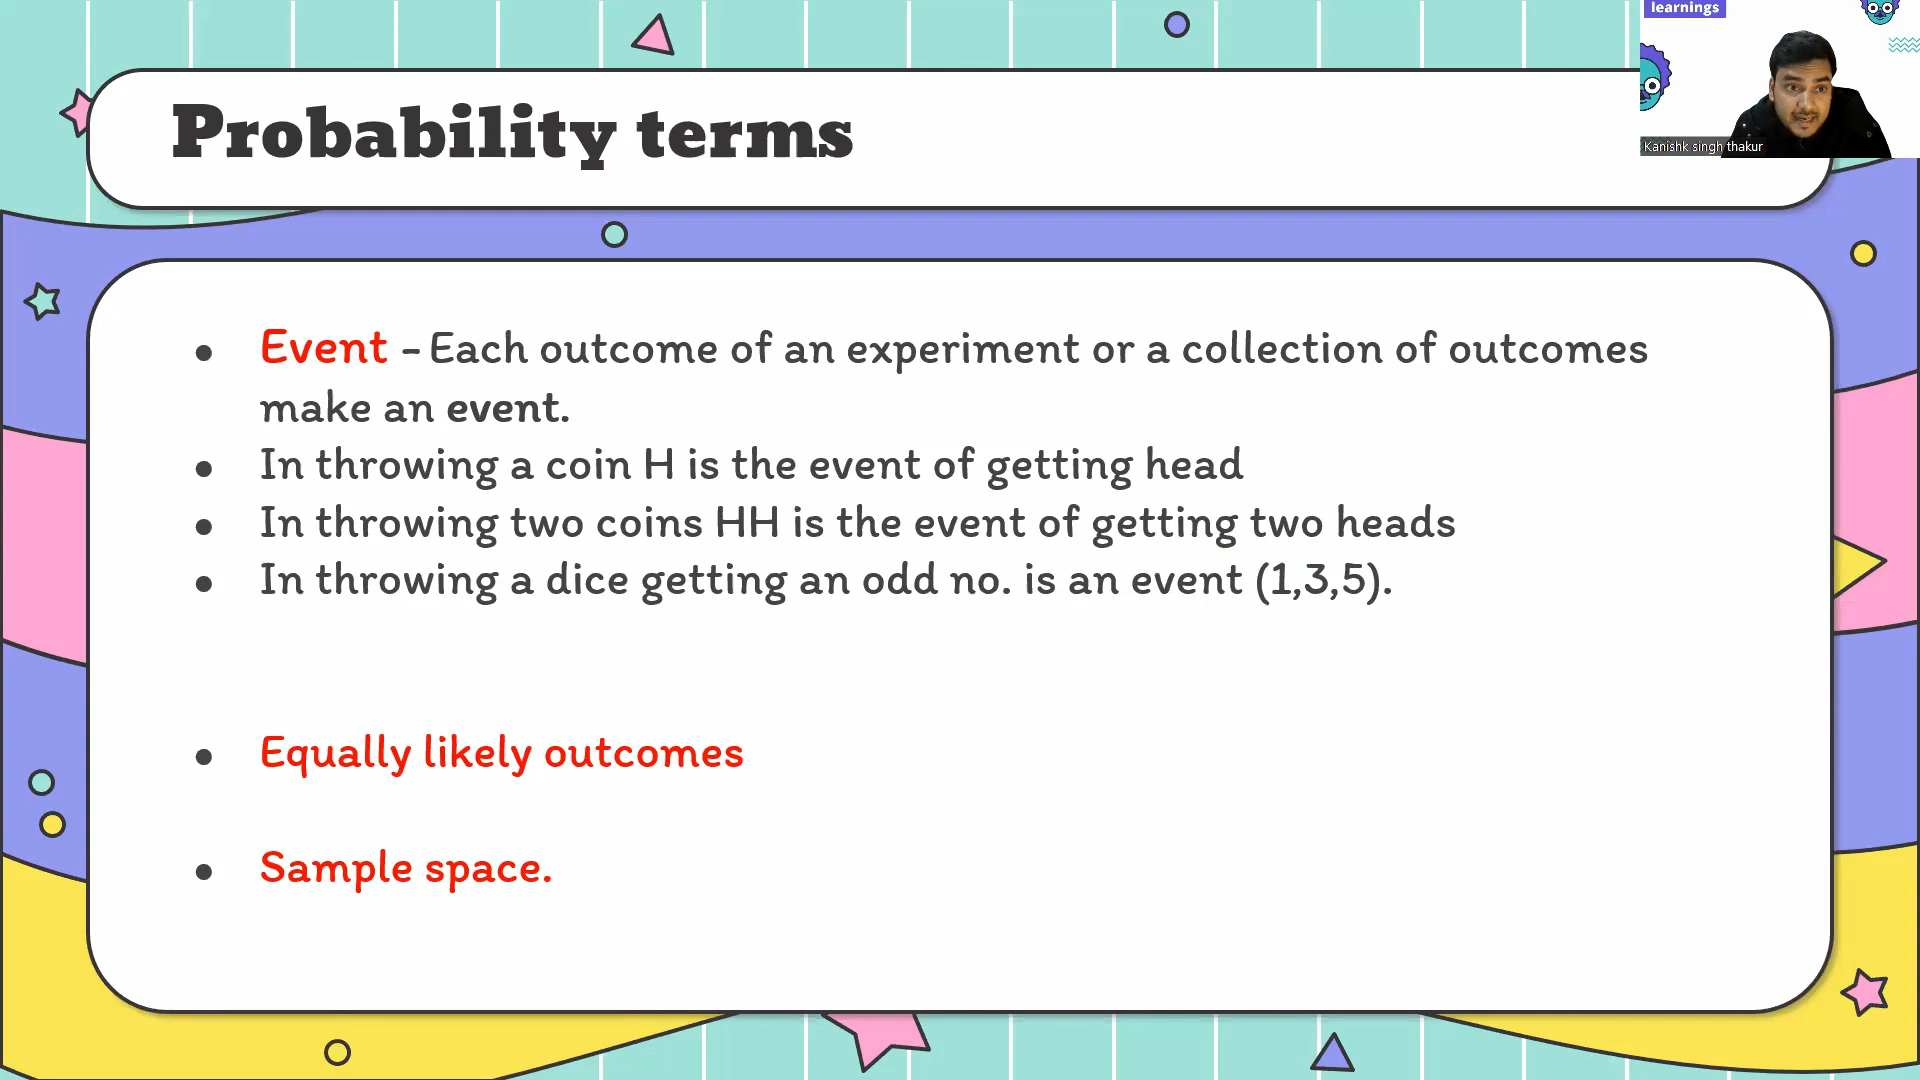 learnings
Kanishk singh thakur
Probability terms
● Event – Each outcome of an experiment or a collection of outcomes
make an event.
● In throwing a coin H is the event of getting head
● In throwing two coins HH is the event of getting two heads
● In throwing a dice getting an odd no. is an event (1,3,5).
● Equally likely outcomes
● Sample space.